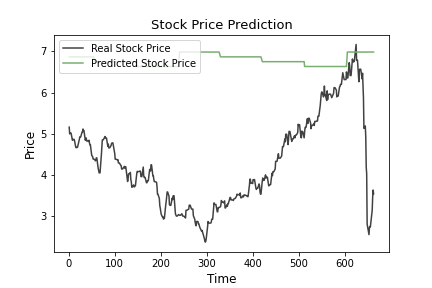 Stock Price Prediction
Real Stock Price
Predicted Stock Price
7
6
5
4
3
Price
0 100 200 300 400 500 600
Time